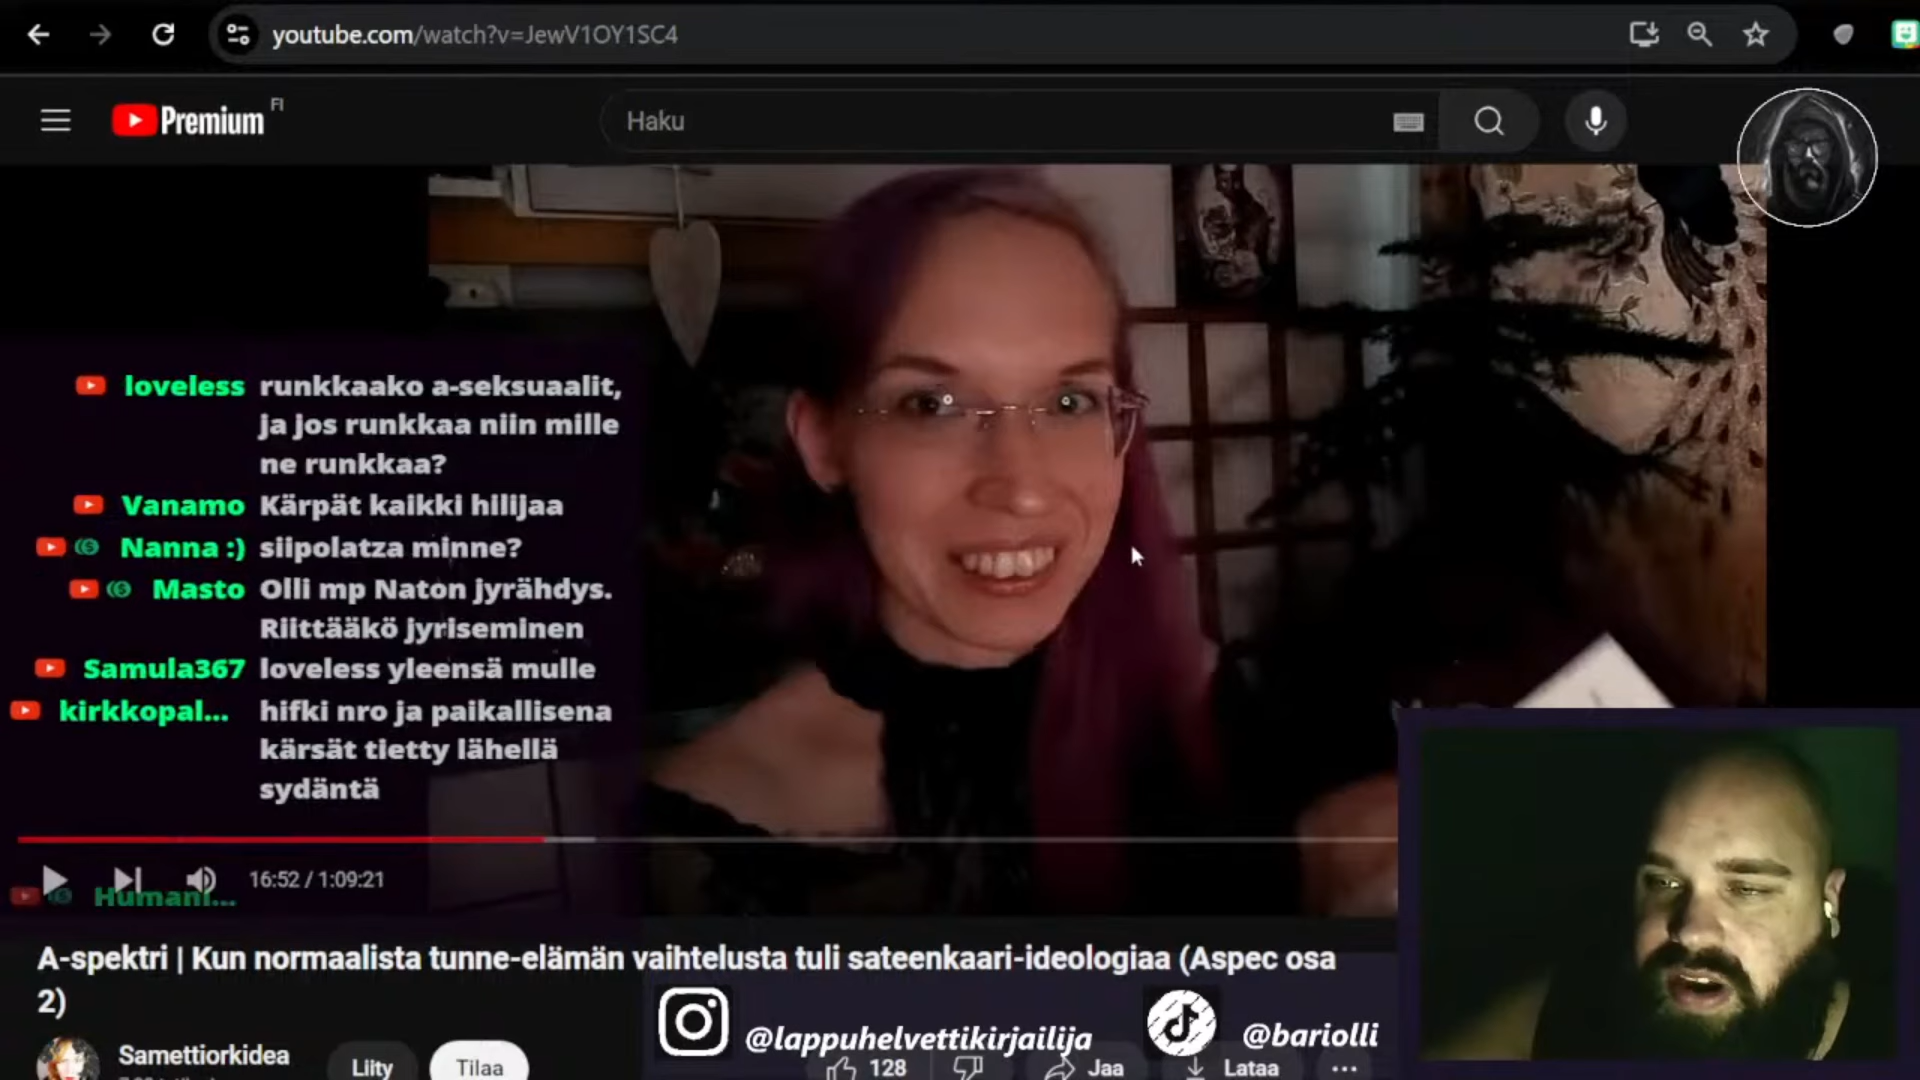 youtube.com/watch?v=JewV1OY1SC4
Premium FI
Haku
loveless runkkaako a-seksuaalit,
ja jos runkkaa niin mille
ne runkkaa?
Vanamo Kärpät kaikki hilijaa
Nanna :) siipolatza minne?
Masto Olli mp Naton jyrähdys.
Riittääkö jyriseminen
Samula367 loveless yleensä mulle
kirkkopal... hifki nro ja paikallisena
kärsät tietty lähellä
sydäntä
16:52 / 1:09:21
Humani...
A-spektri | Kun normaalista tunne-elämän vaihtelusta tuli sateenkaari-ideologiaa (Aspec osa
2)
@lappuhelvettikirjailija
@bariolli
Samettiorkidea
Liity
Tilaa
128
Jaa
Lataa